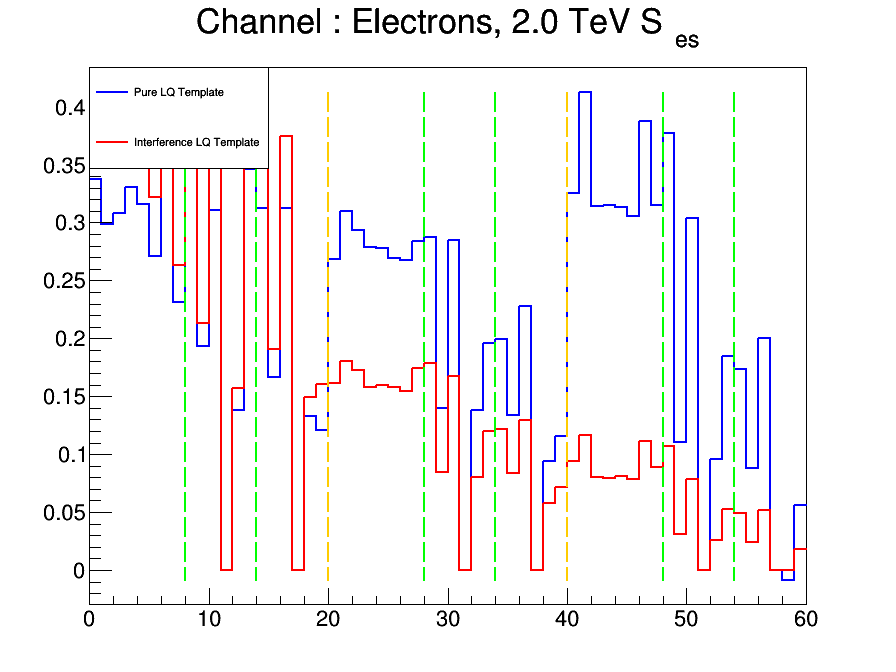 Channel : Electrons, 2.0 TeV S es
Pure LQ Template
Interference LQ Template
0.4
0.35
0.3
0.25
0.2
0.15
0.1
0.05
0
0 10 20 30 40 50 60